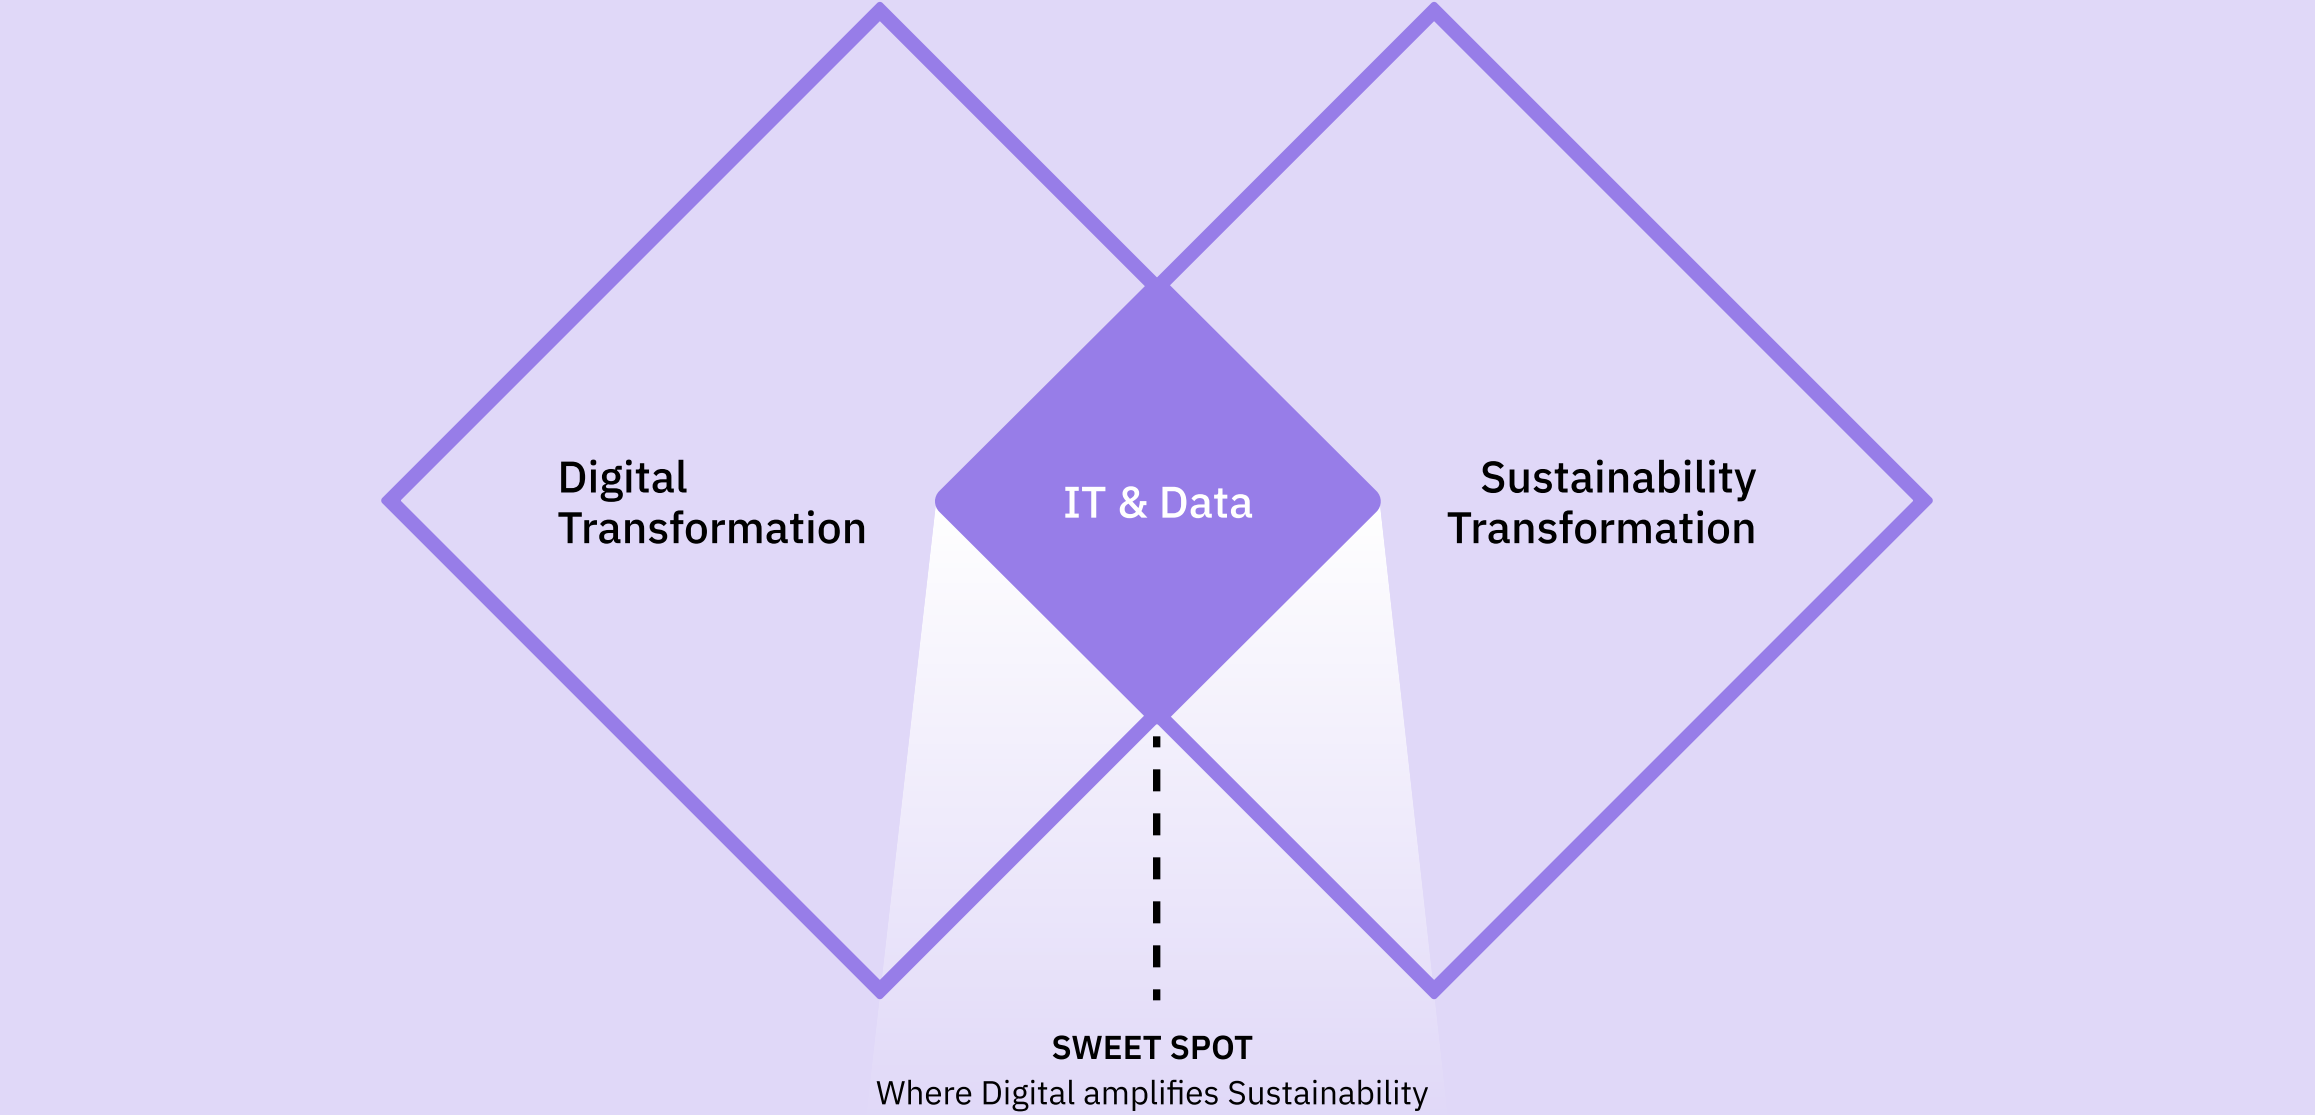 Digital
Transformation
IT & Data
Sustainability
Transformation
SWEET SPOT
Where Digital amplifies Sustainability